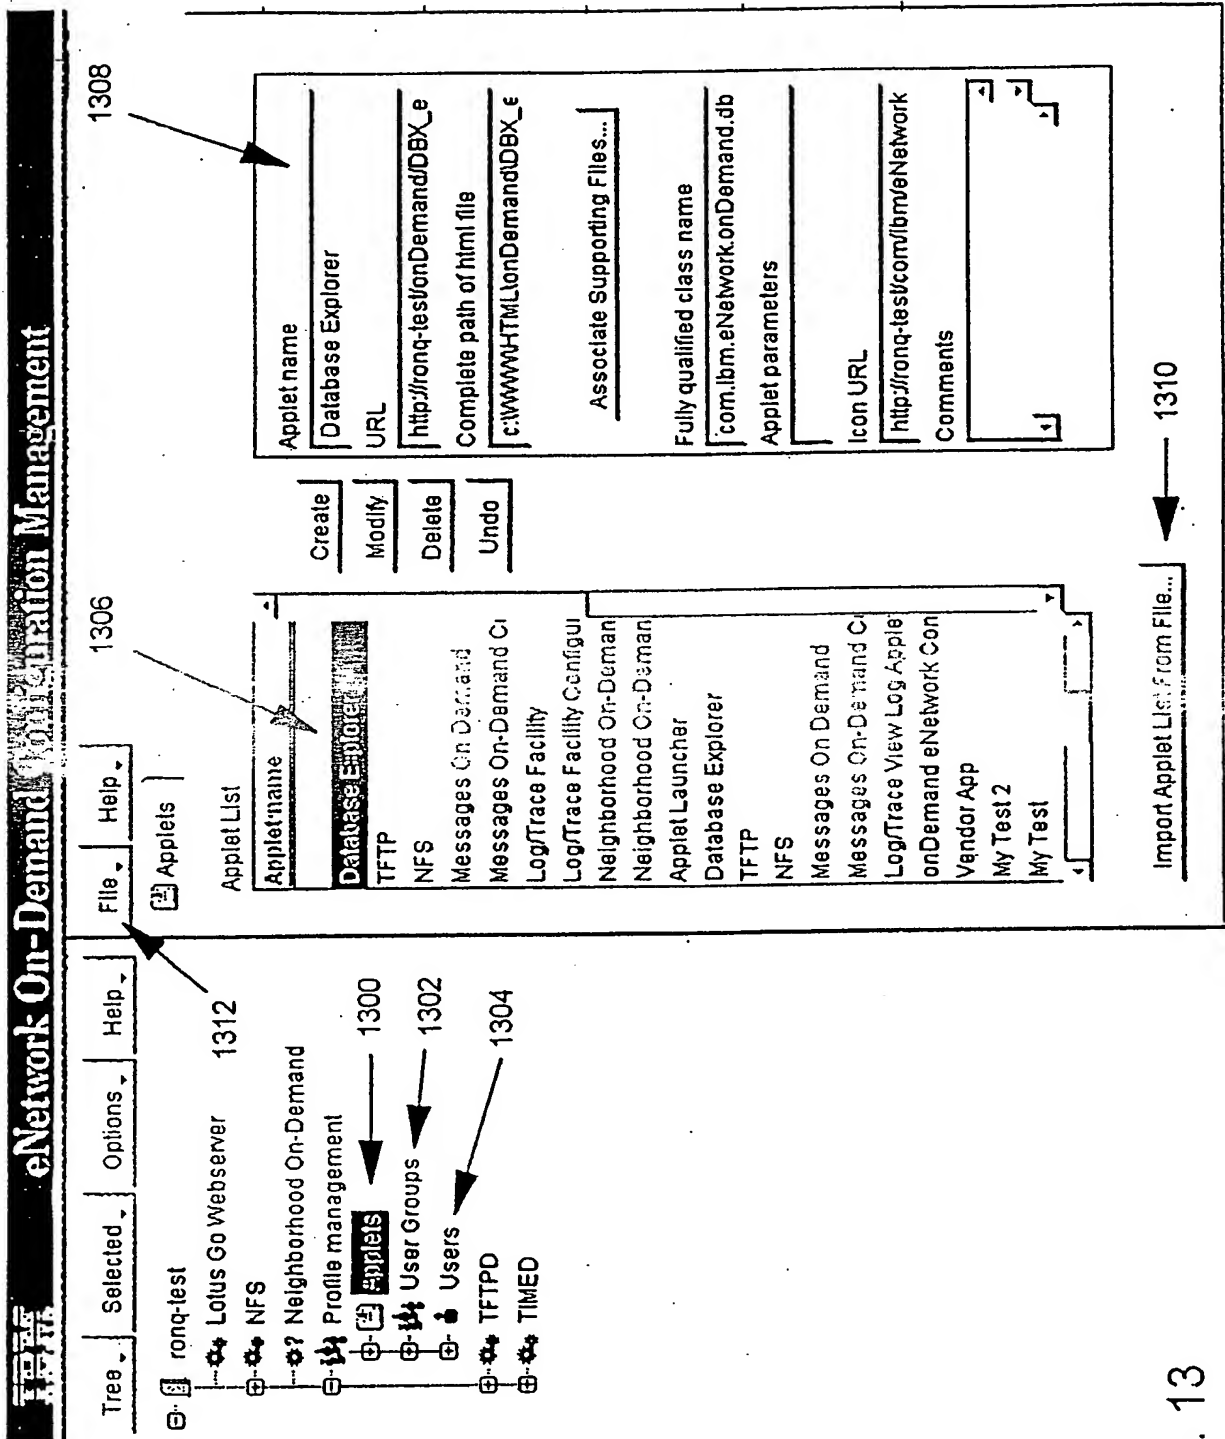 IBM
eNetwork On-Demand Configuration Management
Tree
Selected
Options
Help
File
Help
ronq-test
Lotus Go Webserver
NFS
? Neighborhood On-Demand
Profile management
Applets
User Groups
Users
TFTPD
TIMED
1312
1300
1302
1304
Applets
1306
1308
Applet List
Applet name
Database Explorer
TFTP
NFS
Messages On Demand
Messages On-Demand
Log/Trace Facility
Log/Trace Facility Configu
Neighborhood On-Deman
Neighborhood On-Deman
Applet Launcher
Database Explorer
TFTP
NFS
Messages On Demand
Messages On-Demand
Log/Trace View Log Apple
onDemand eNetwork Con
Vendor App
My Test 2
My Test
Import Applet List From File...
1310
Create
Modify
Delete
Undo
Applet name
Database Explorer
URL
http://ronq-test/onDemand/DBX_e
Complete path of html file
c:\WWW\HTML\onDemand\DBX_e
Associate Supporting Files...
Fully qualified class name
com.ibm.eNetwork.onDemand.db
Applet parameters
Icon URL
http://ronq-test/com/ibm/eNetwork
Comments
. 13